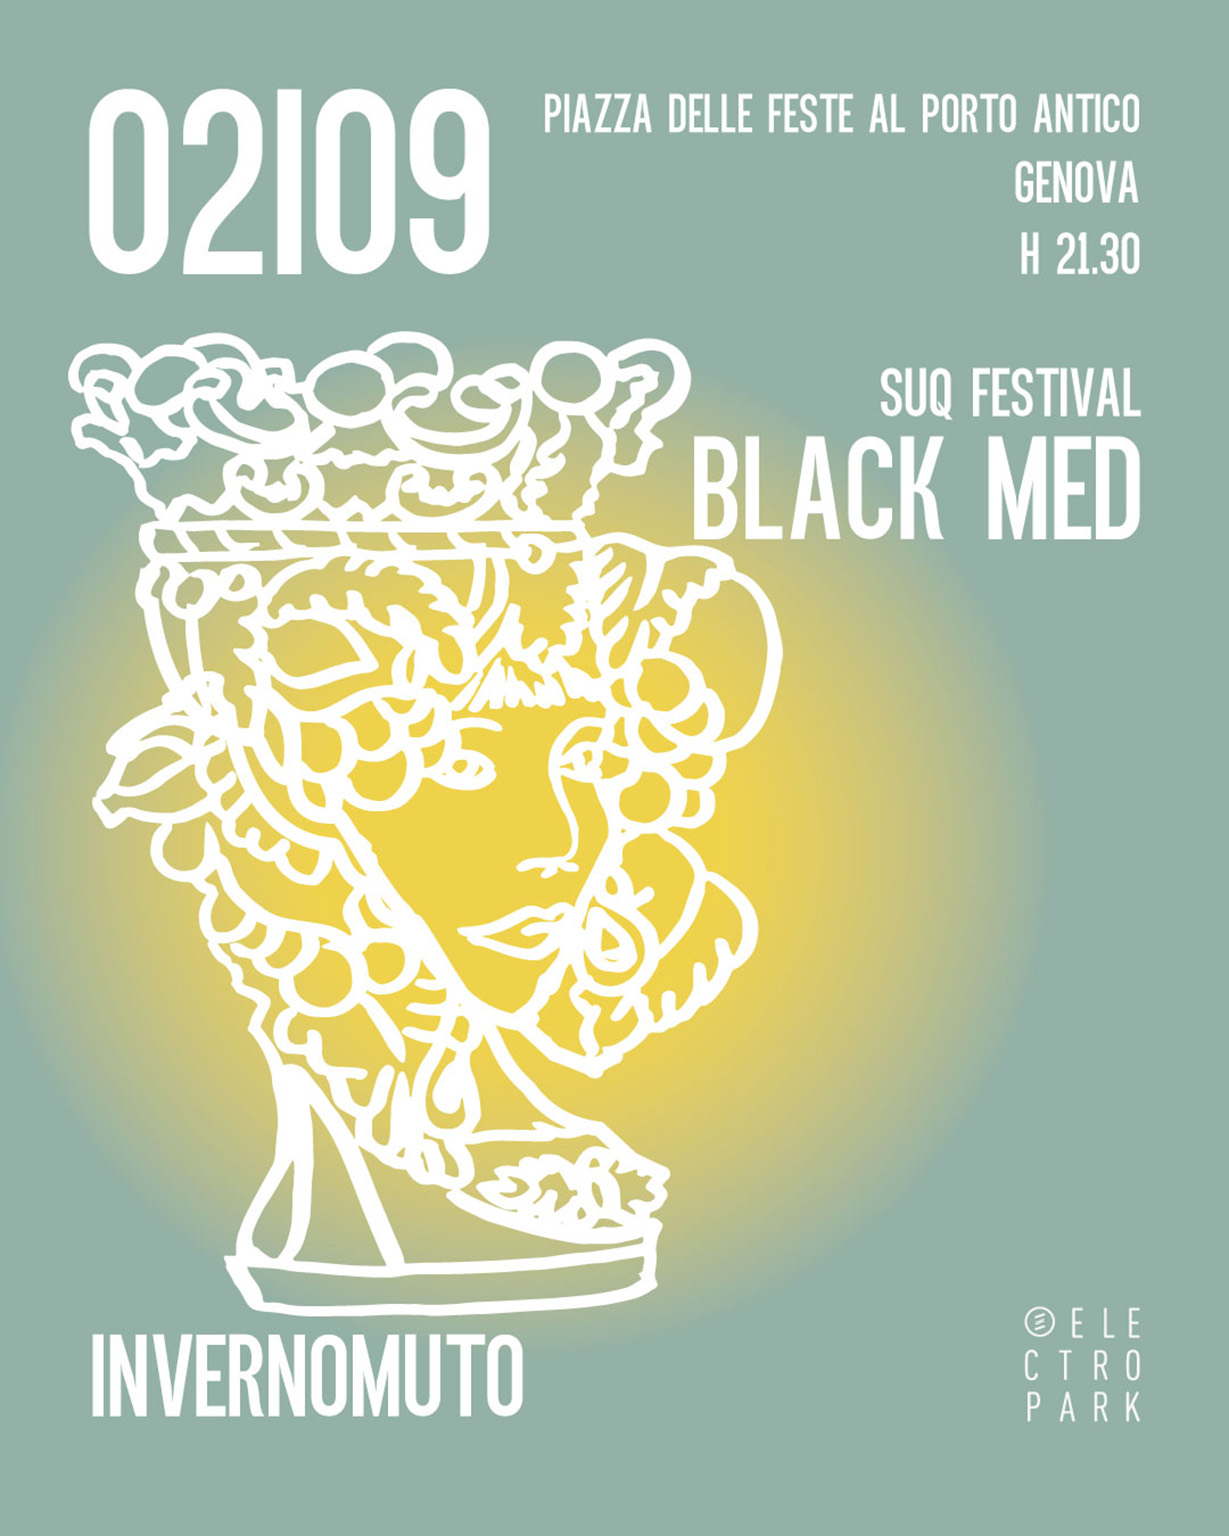 02|09
PIAZZA DELLE FESTE AL PORTO ANTICO
GENOVA
H 21.30
SUQ FESTIVAL
BLACK MED
INVERNOMUTO
ELE
CTRO
PARK